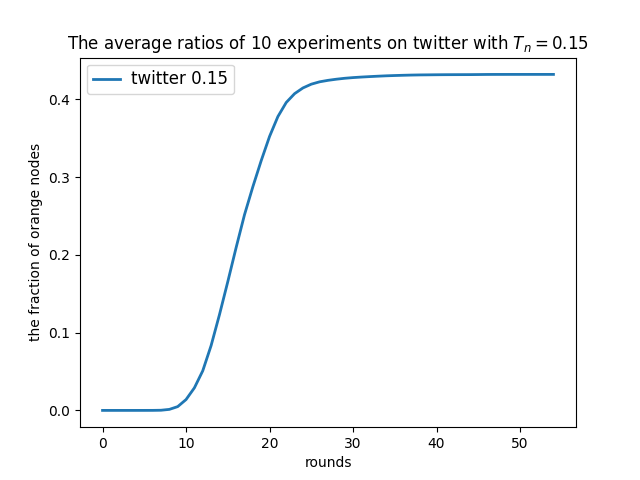 The average ratios of 10 experiments on twitter with $T_n = 0.15$
twitter 0.15
0.4
0.3
0.2
0.1
0.0
the fraction of orange nodes
0 10 20 30 40 50
rounds